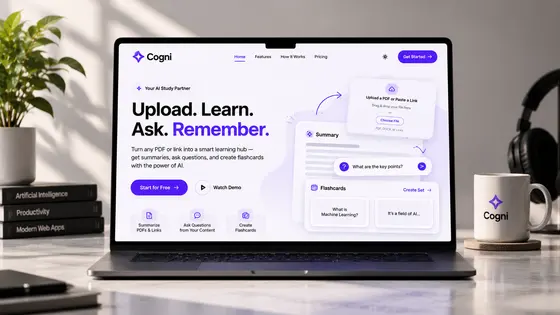 Cogni
Home
Features
How It Works
Pricing
Get Started →
Your AI Study Partner
Upload. Learn.
Ask. Remember.
Turn any PDF or link into a smart learning hub —
get summaries, ask questions, and create flashcards
with the power of AI.
Start for Free →
Watch Demo
Summarize
PDFs & Links
Ask Questions
from Your Content
Create
Flashcards
Upload a PDF or Paste a Link
Choose File
Summary
What are the key points?
Flashcards
Create Set →
What is
Machine Learning?
It's a field of AI...
Artificial Intelligence
Productivity
Modern Web Apps
Cogni